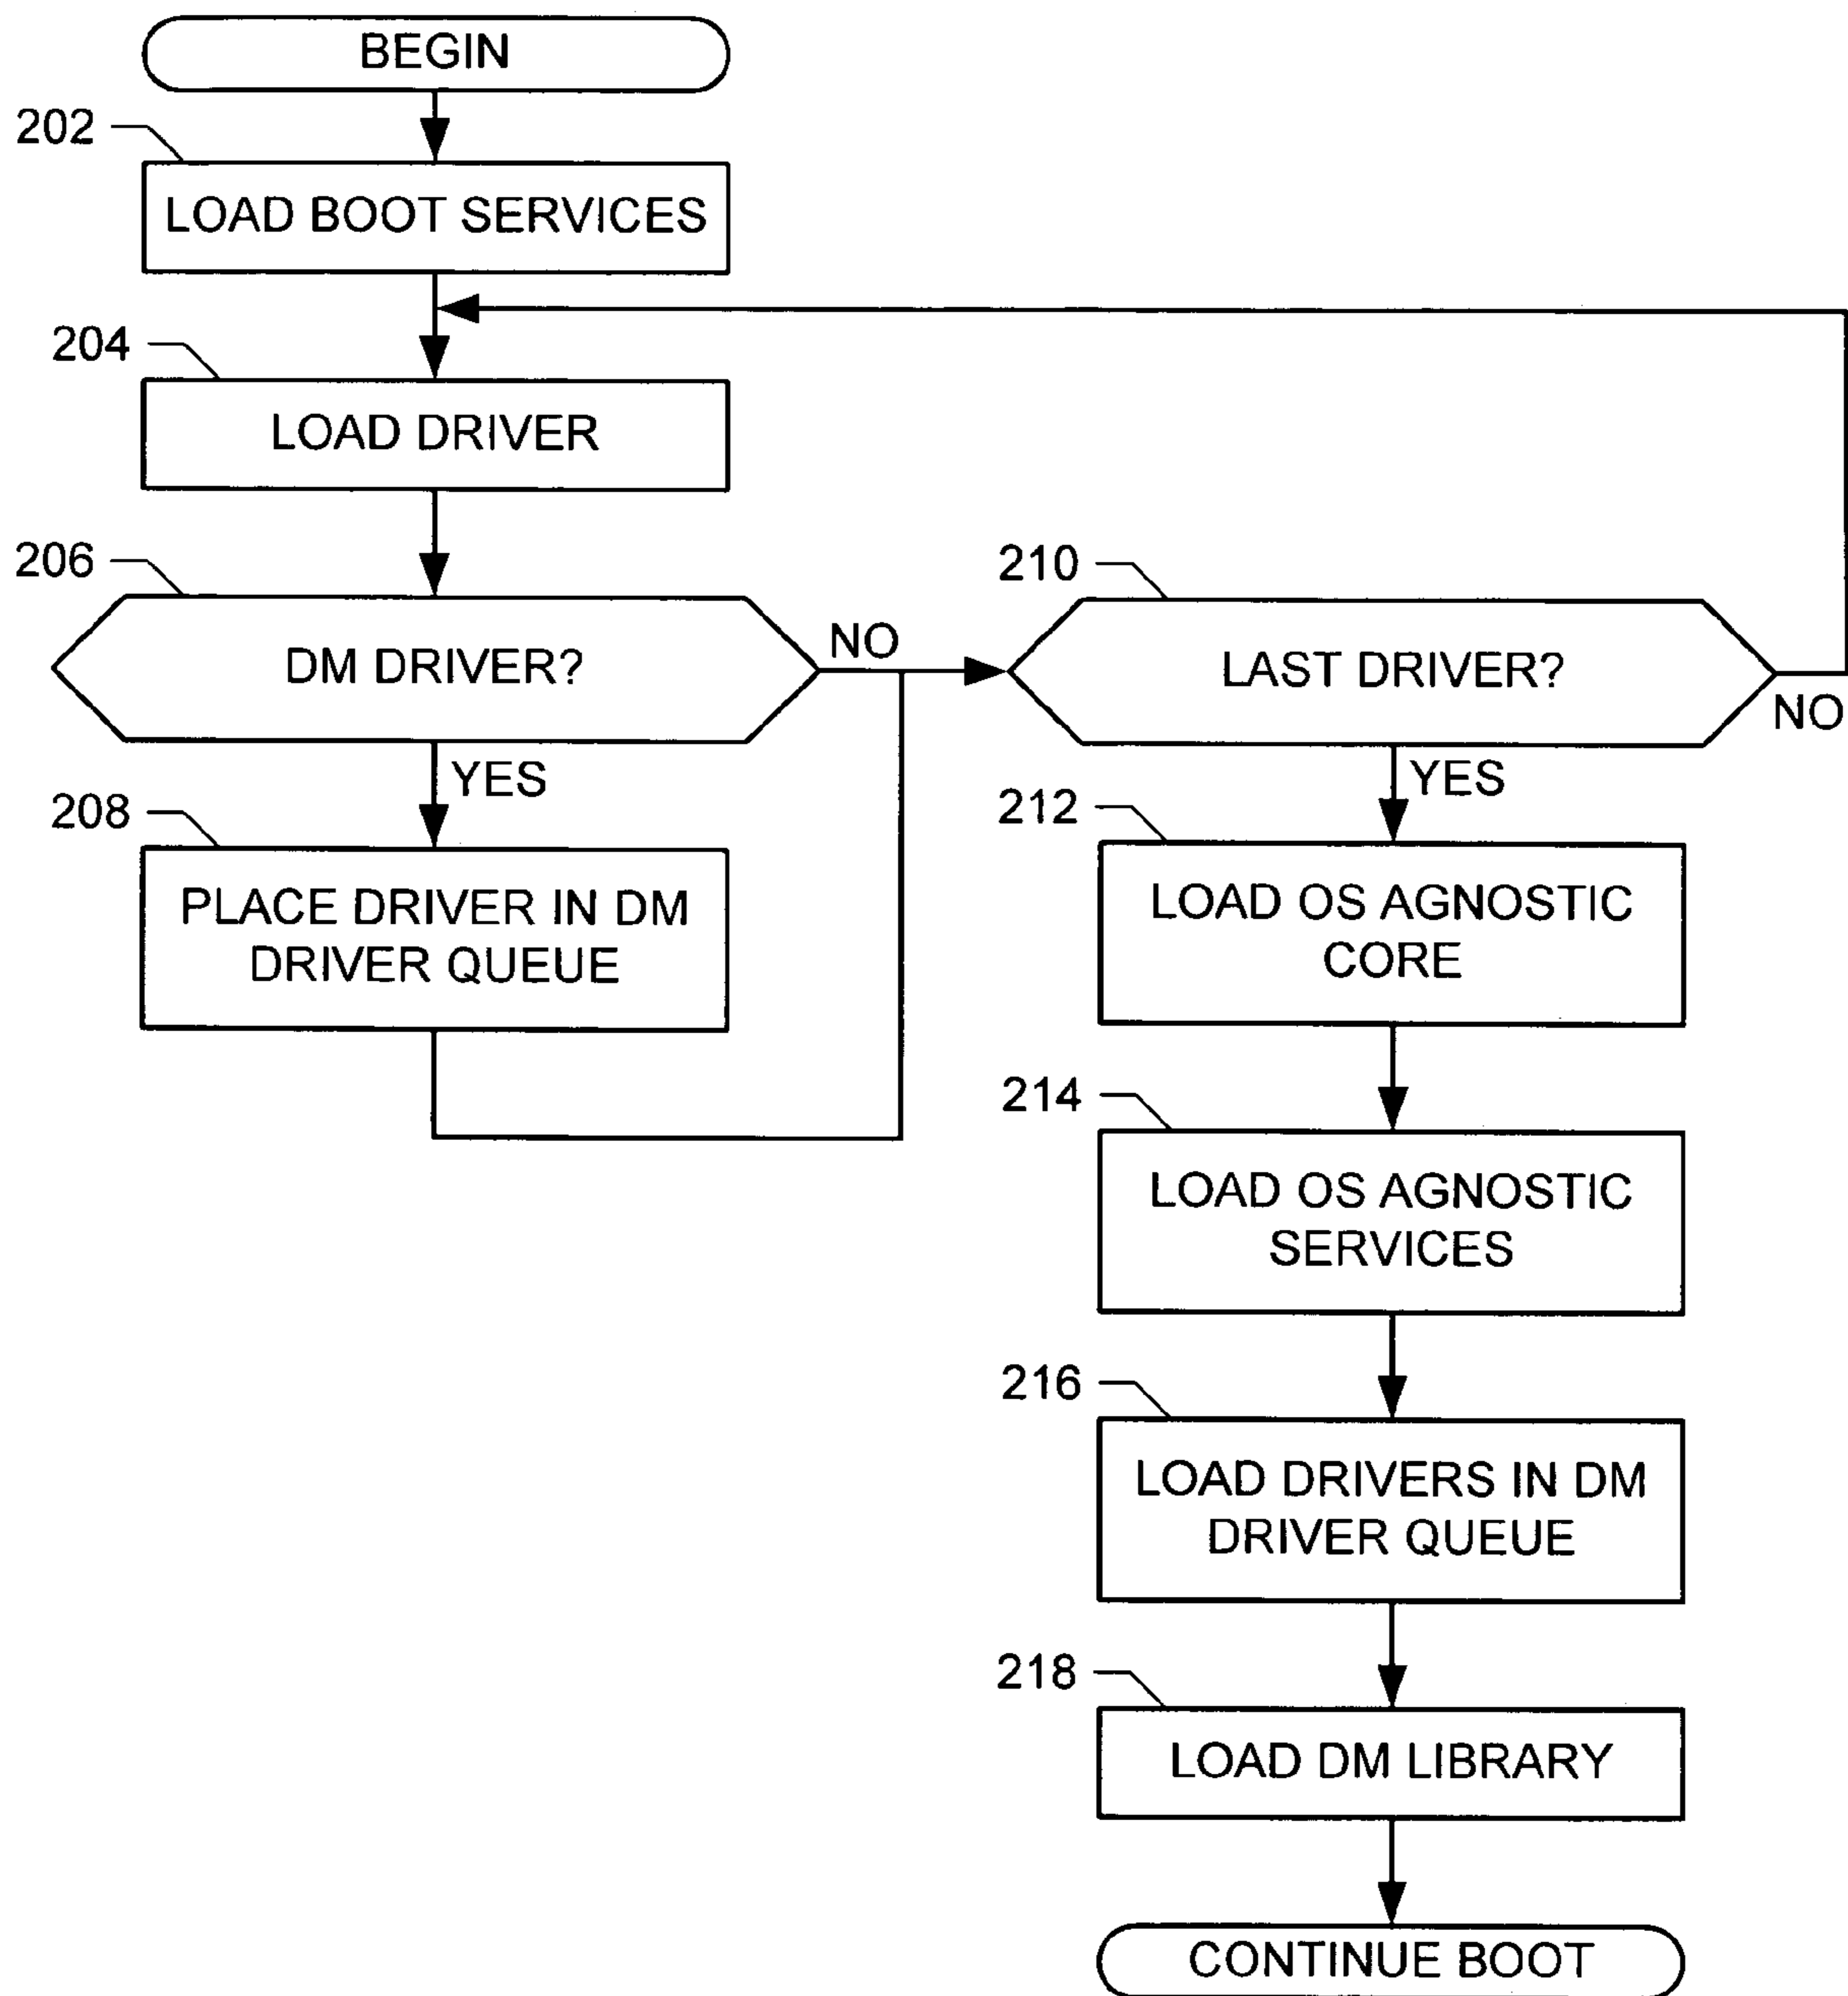 BEGIN
202
LOAD BOOT SERVICES
204
LOAD DRIVER
206
DM DRIVER?
NO
YES
208
PLACE DRIVER IN DM
DRIVER QUEUE
210
LAST DRIVER?
NO
YES
212
LOAD OS AGNOSTIC
CORE
214
LOAD OS AGNOSTIC
SERVICES
216
LOAD DRIVERS IN DM
DRIVER QUEUE
218
LOAD DM LIBRARY
CONTINUE BOOT